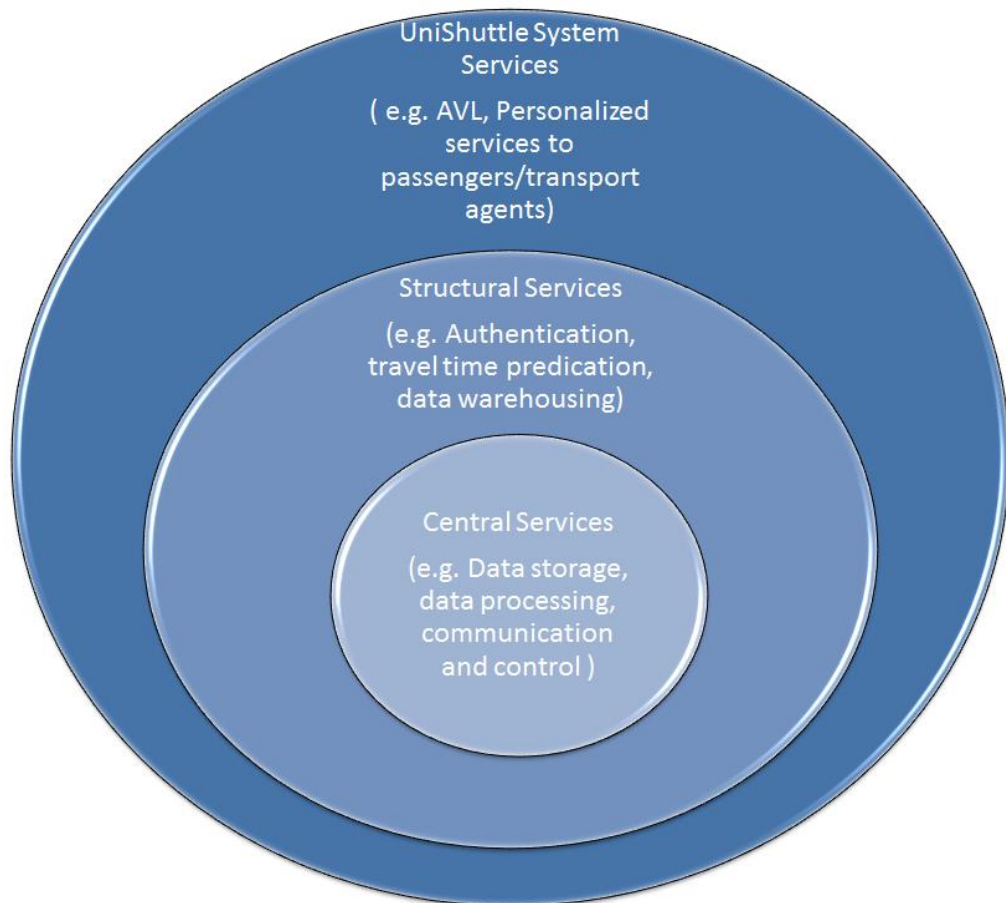 UniShuttle System
Services
( e.g. AVL, Personalized
services to
passengers/transport
agents)
Structural Services
(e.g. Authentication,
travel time predication,
data warehousing)
Central Services
(e.g. Data storage,
data processing,
communication
and control )